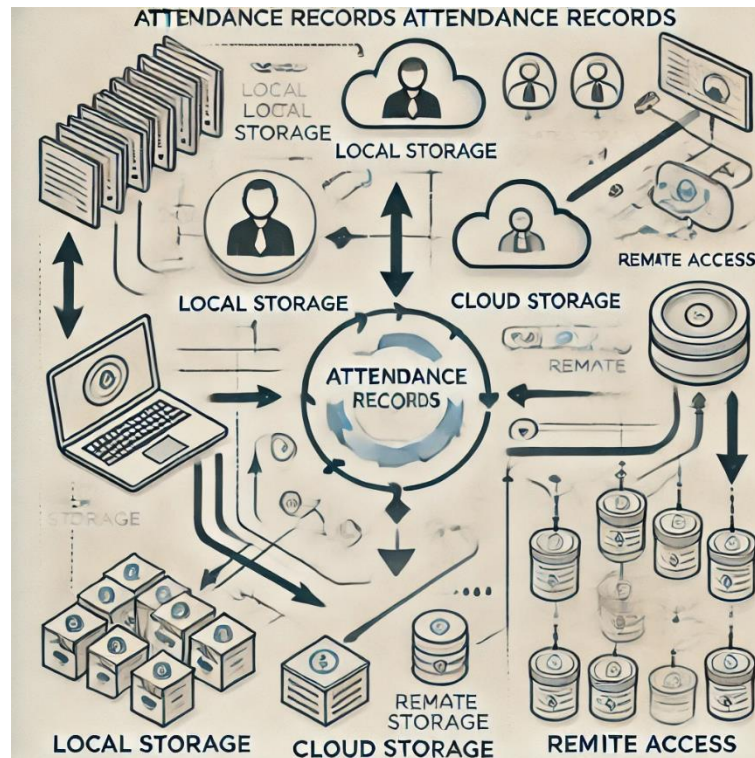 ATTENDANCE RECORDS ATTENDANCE RECORDS
LOCAL
LOCAL
STORAGE
LOCAL STORAGE
REMATE ACCESS
LOCAL STORAGE
CLOUD STORAGE
REMATE
ATTENDANCE
RECORDS
STORAGE
REMATE
STORAGE
LOCAL STORAGE
CLOUD STORAGE
REMITE ACCESS